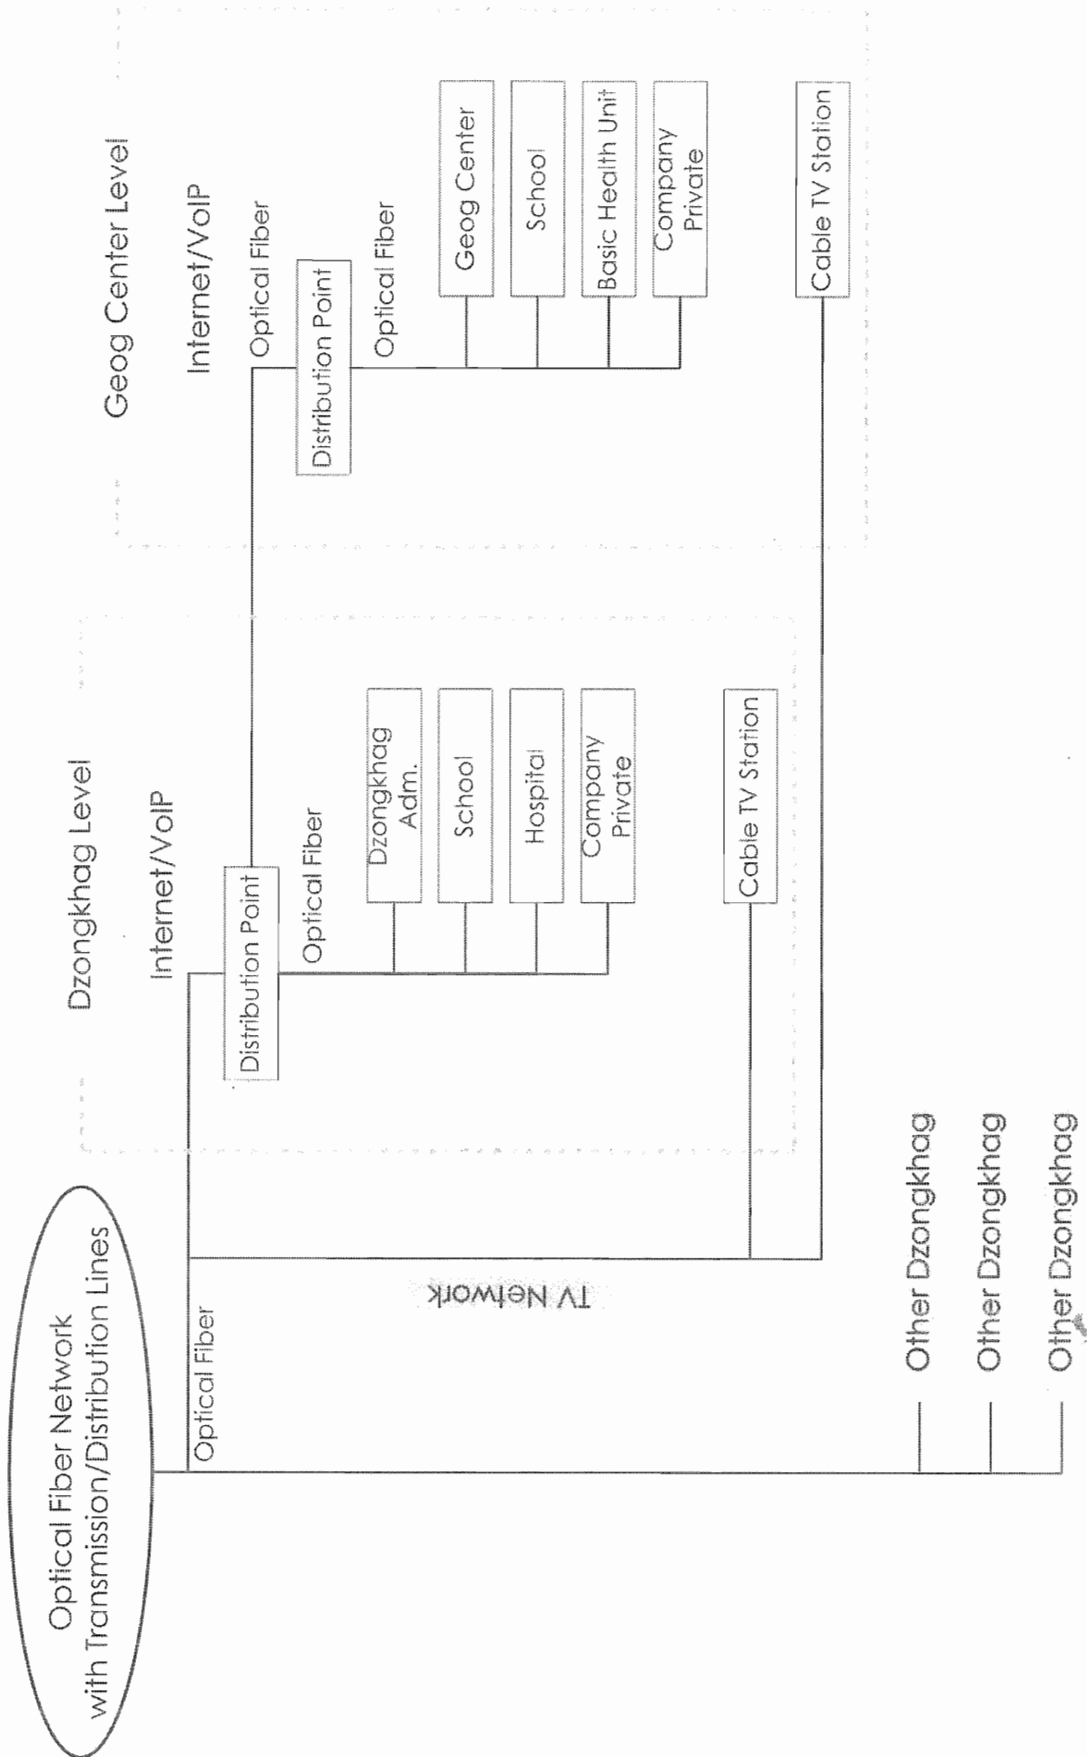 Optical Fiber Network
with Transmission/Distribution Lines
Optical Fiber
TV Network
Other Dzongkhag
Other Dzongkhag
Other Dzongkhag
Dzongkhag Level
Internet/VoIP
Distribution Point
Optical Fiber
Dzongkhag
Adm.
School
Hospital
Company
Private
Cable TV Station
Geog Center Level
Internet/VoIP
Optical Fiber
Distribution Point
Optical Fiber
Geog Center
School
Basic Health Unit
Company
Private
Cable TV Station